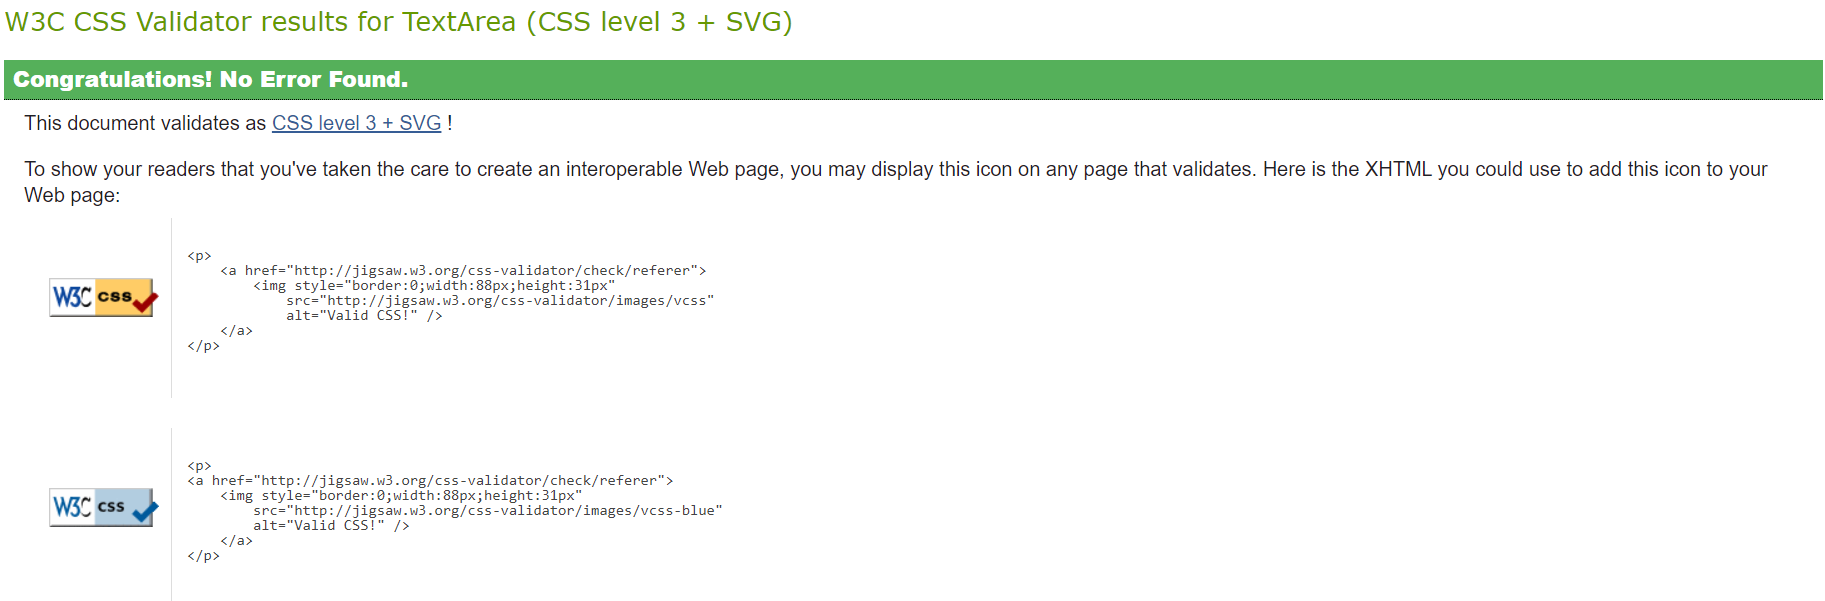 W3C CSS Validator results for TextArea (CSS level 3 + SVG)
Congratulations! No Error Found.
This document validates as CSS level 3 + SVG !
To show your readers that you've taken the care to create an interoperable Web page, you may display this icon on any page that validates. Here is the XHTML you could use to add this icon to your
Web page:
W3C css
<p>
    <a href="http://jigsaw.w3.org/css-validator/check/referer">
        <img style="border:0;width:88px;height:31px"
            src="http://jigsaw.w3.org/css-validator/images/vcss"
            alt="Valid CSS!" />
    </a>
</p>
W3C css
<p>
<a href="http://jigsaw.w3.org/css-validator/check/referer">
    <img style="border:0;width:88px;height:31px"
        src="http://jigsaw.w3.org/css-validator/images/vcss-blue"
        alt="Valid CSS!" />
    </a>
</p>